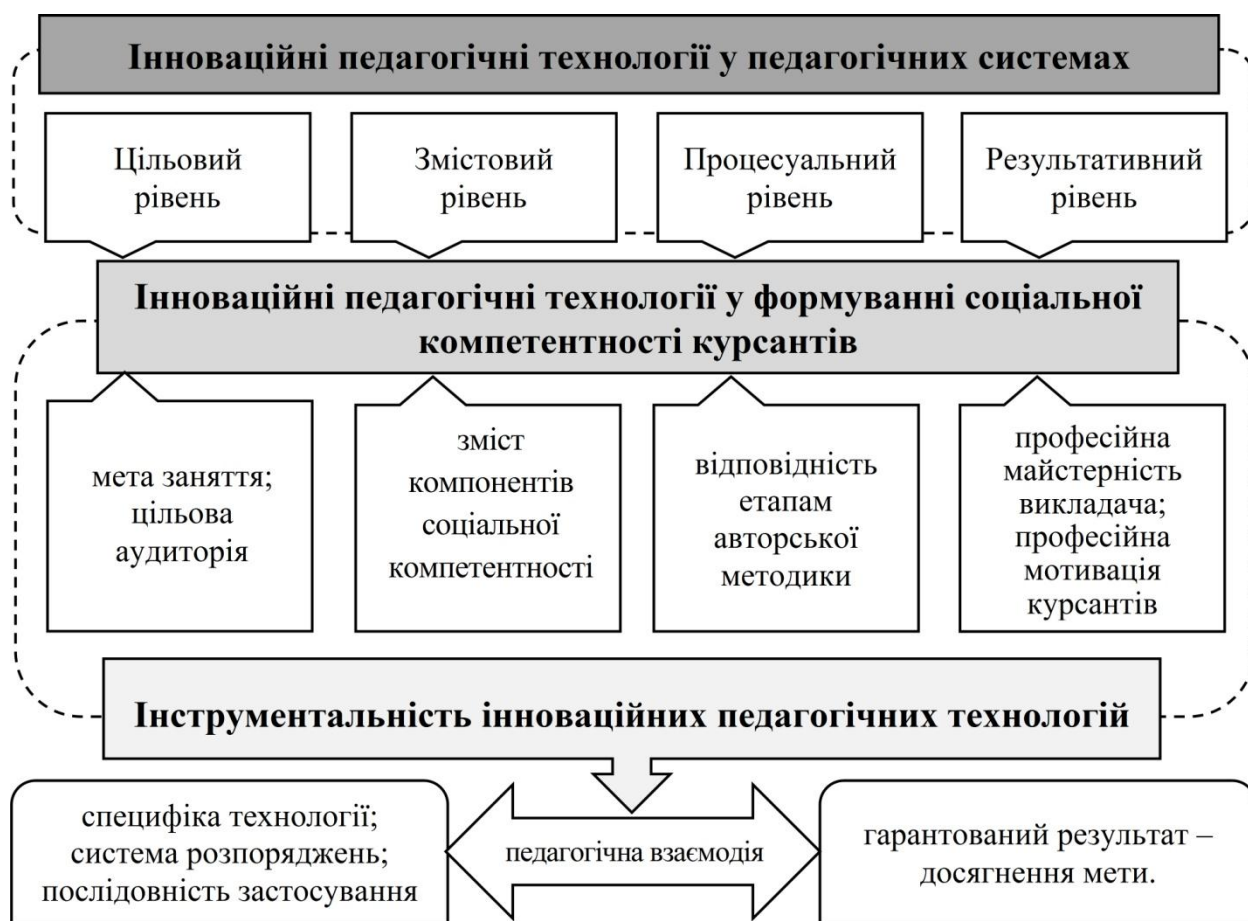 Інноваційні педагогічні технології у педагогічних системах
Цільовий
рівень
Змістовий
рівень
Процесуальний
рівень
Результативний
рівень
Інноваційні педагогічні технології у формуванні соціальної
компетентності курсантів
мета заняття;
цільова
аудиторія
зміст
компонентів
соціальної
компетентності
відповідність
етапам
авторської
методики
професійна
майстерність
викладача;
професійна
мотивація
курсантів
Інструментальність інноваційних педагогічних технологій
специфіка технології;
система розпоряджень;
послідовність застосування
педагогічна взаємодія
гарантований результат –
досягнення мети.